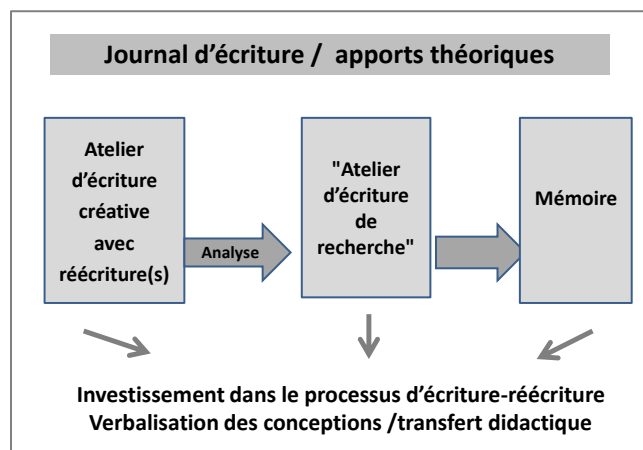 Journal d'écriture / apports théoriques
Atelier
d'écriture
créative
avec
réécriture(s)
Analyse
"Atelier
d'écriture
de
recherche"
Mémoire
Investissement dans le processus d'écriture-réécriture
Verbalisation des conceptions /transfert didactique